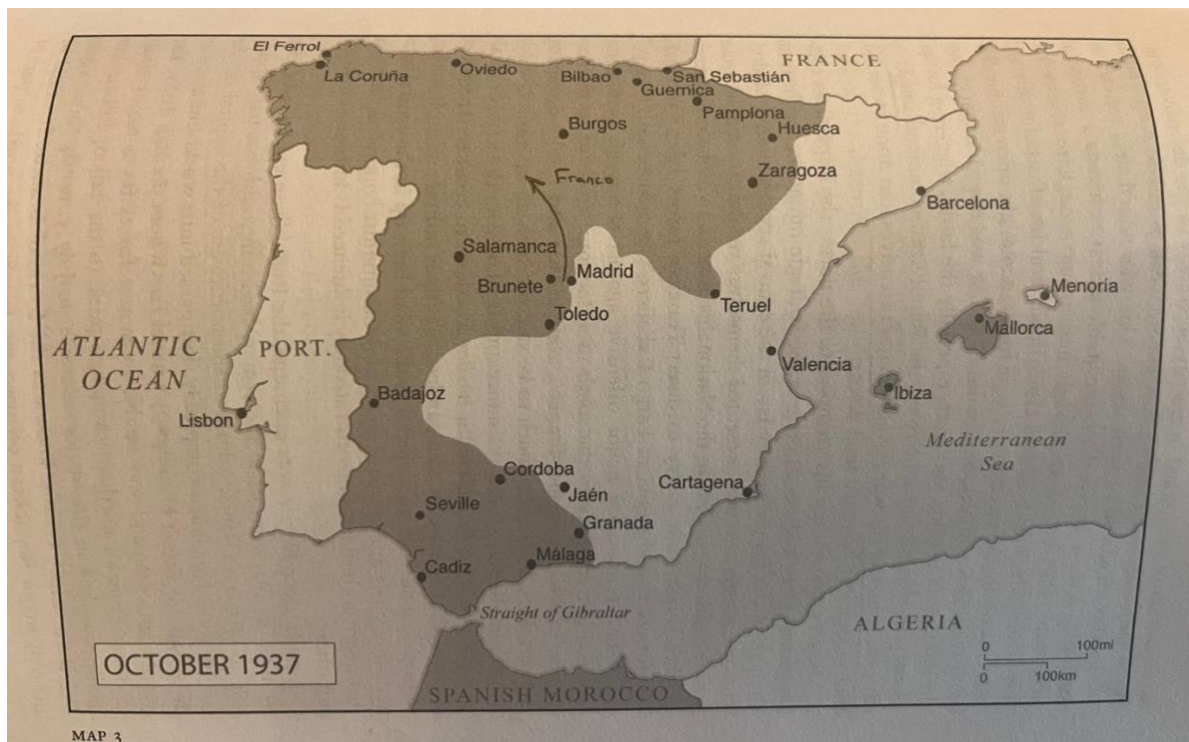 El Ferrol
La Coruña
Oviedo
Bilbao
San Sebastián
Guernica
Pamplona
FRANCE
Burgos
Huesca
Zaragoza
Franco
Barcelona
Salamanca
Madrid
Brunete
Toledo
Teruel
Menoría
Mallorca
ATLANTIC
OCEAN
PORT.
Valencia
Ibiza
Badajoz
Lisbon
Mediterranean
Sea
Cordoba
Jaén
Cartagena
Seville
Granada
Málaga
Cadiz
Straight of Gibraltar
ALGERIA
0 100mi
0 100km
OCTOBER 1937
SPANISH MOROCCO
MAP 3